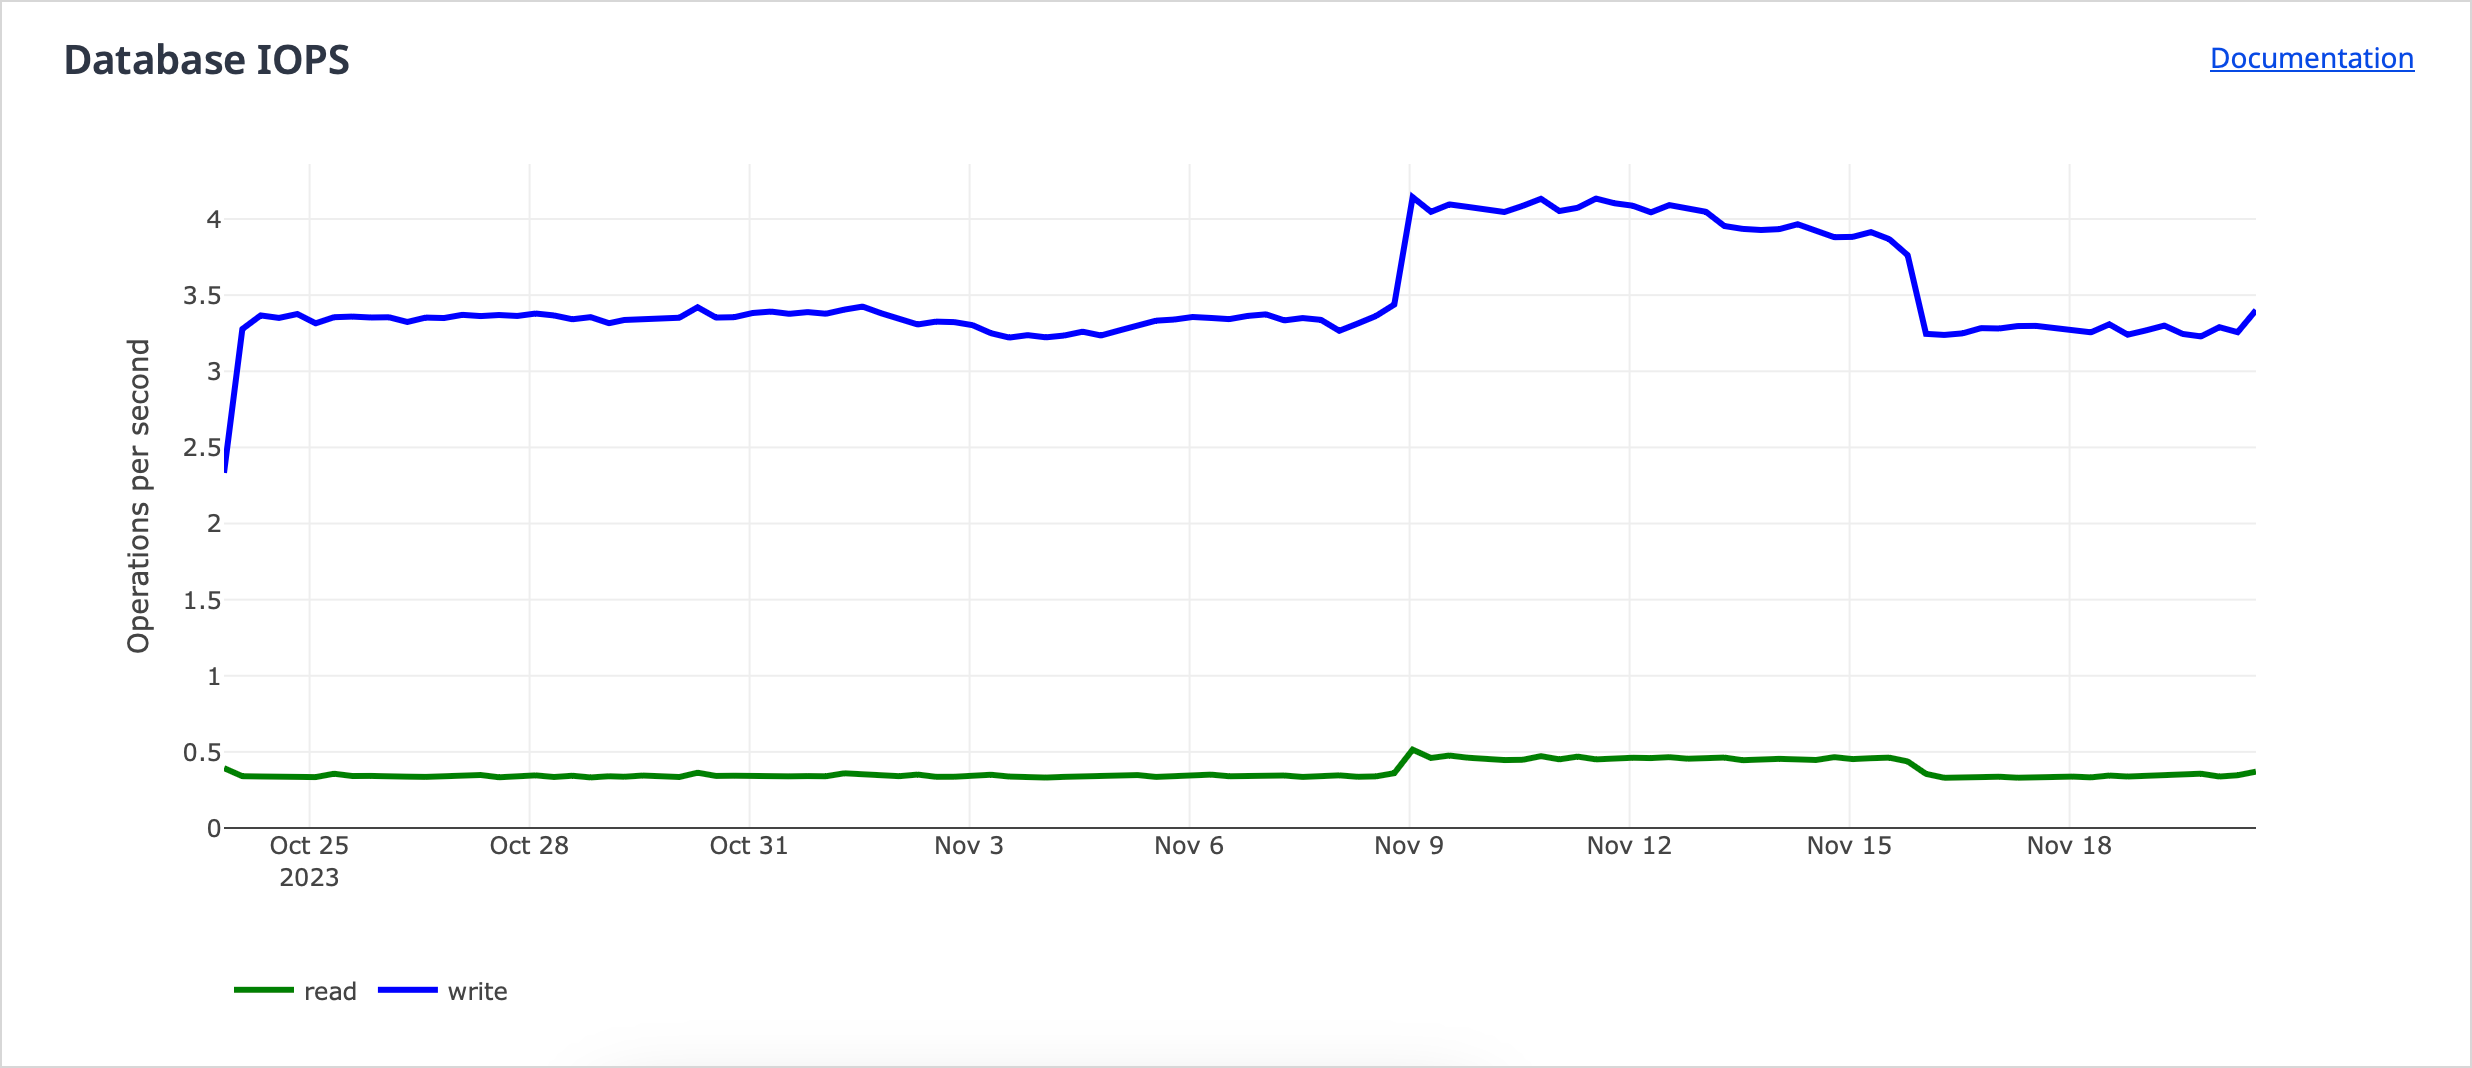 Database IOPS
Documentation
Operations per second
4
3.5
3
2.5
2
1.5
1
0.5
0
Oct 25 Oct 28 Oct 31 Nov 3 Nov 6 Nov 9 Nov 12 Nov 15 Nov 18
2023
read write